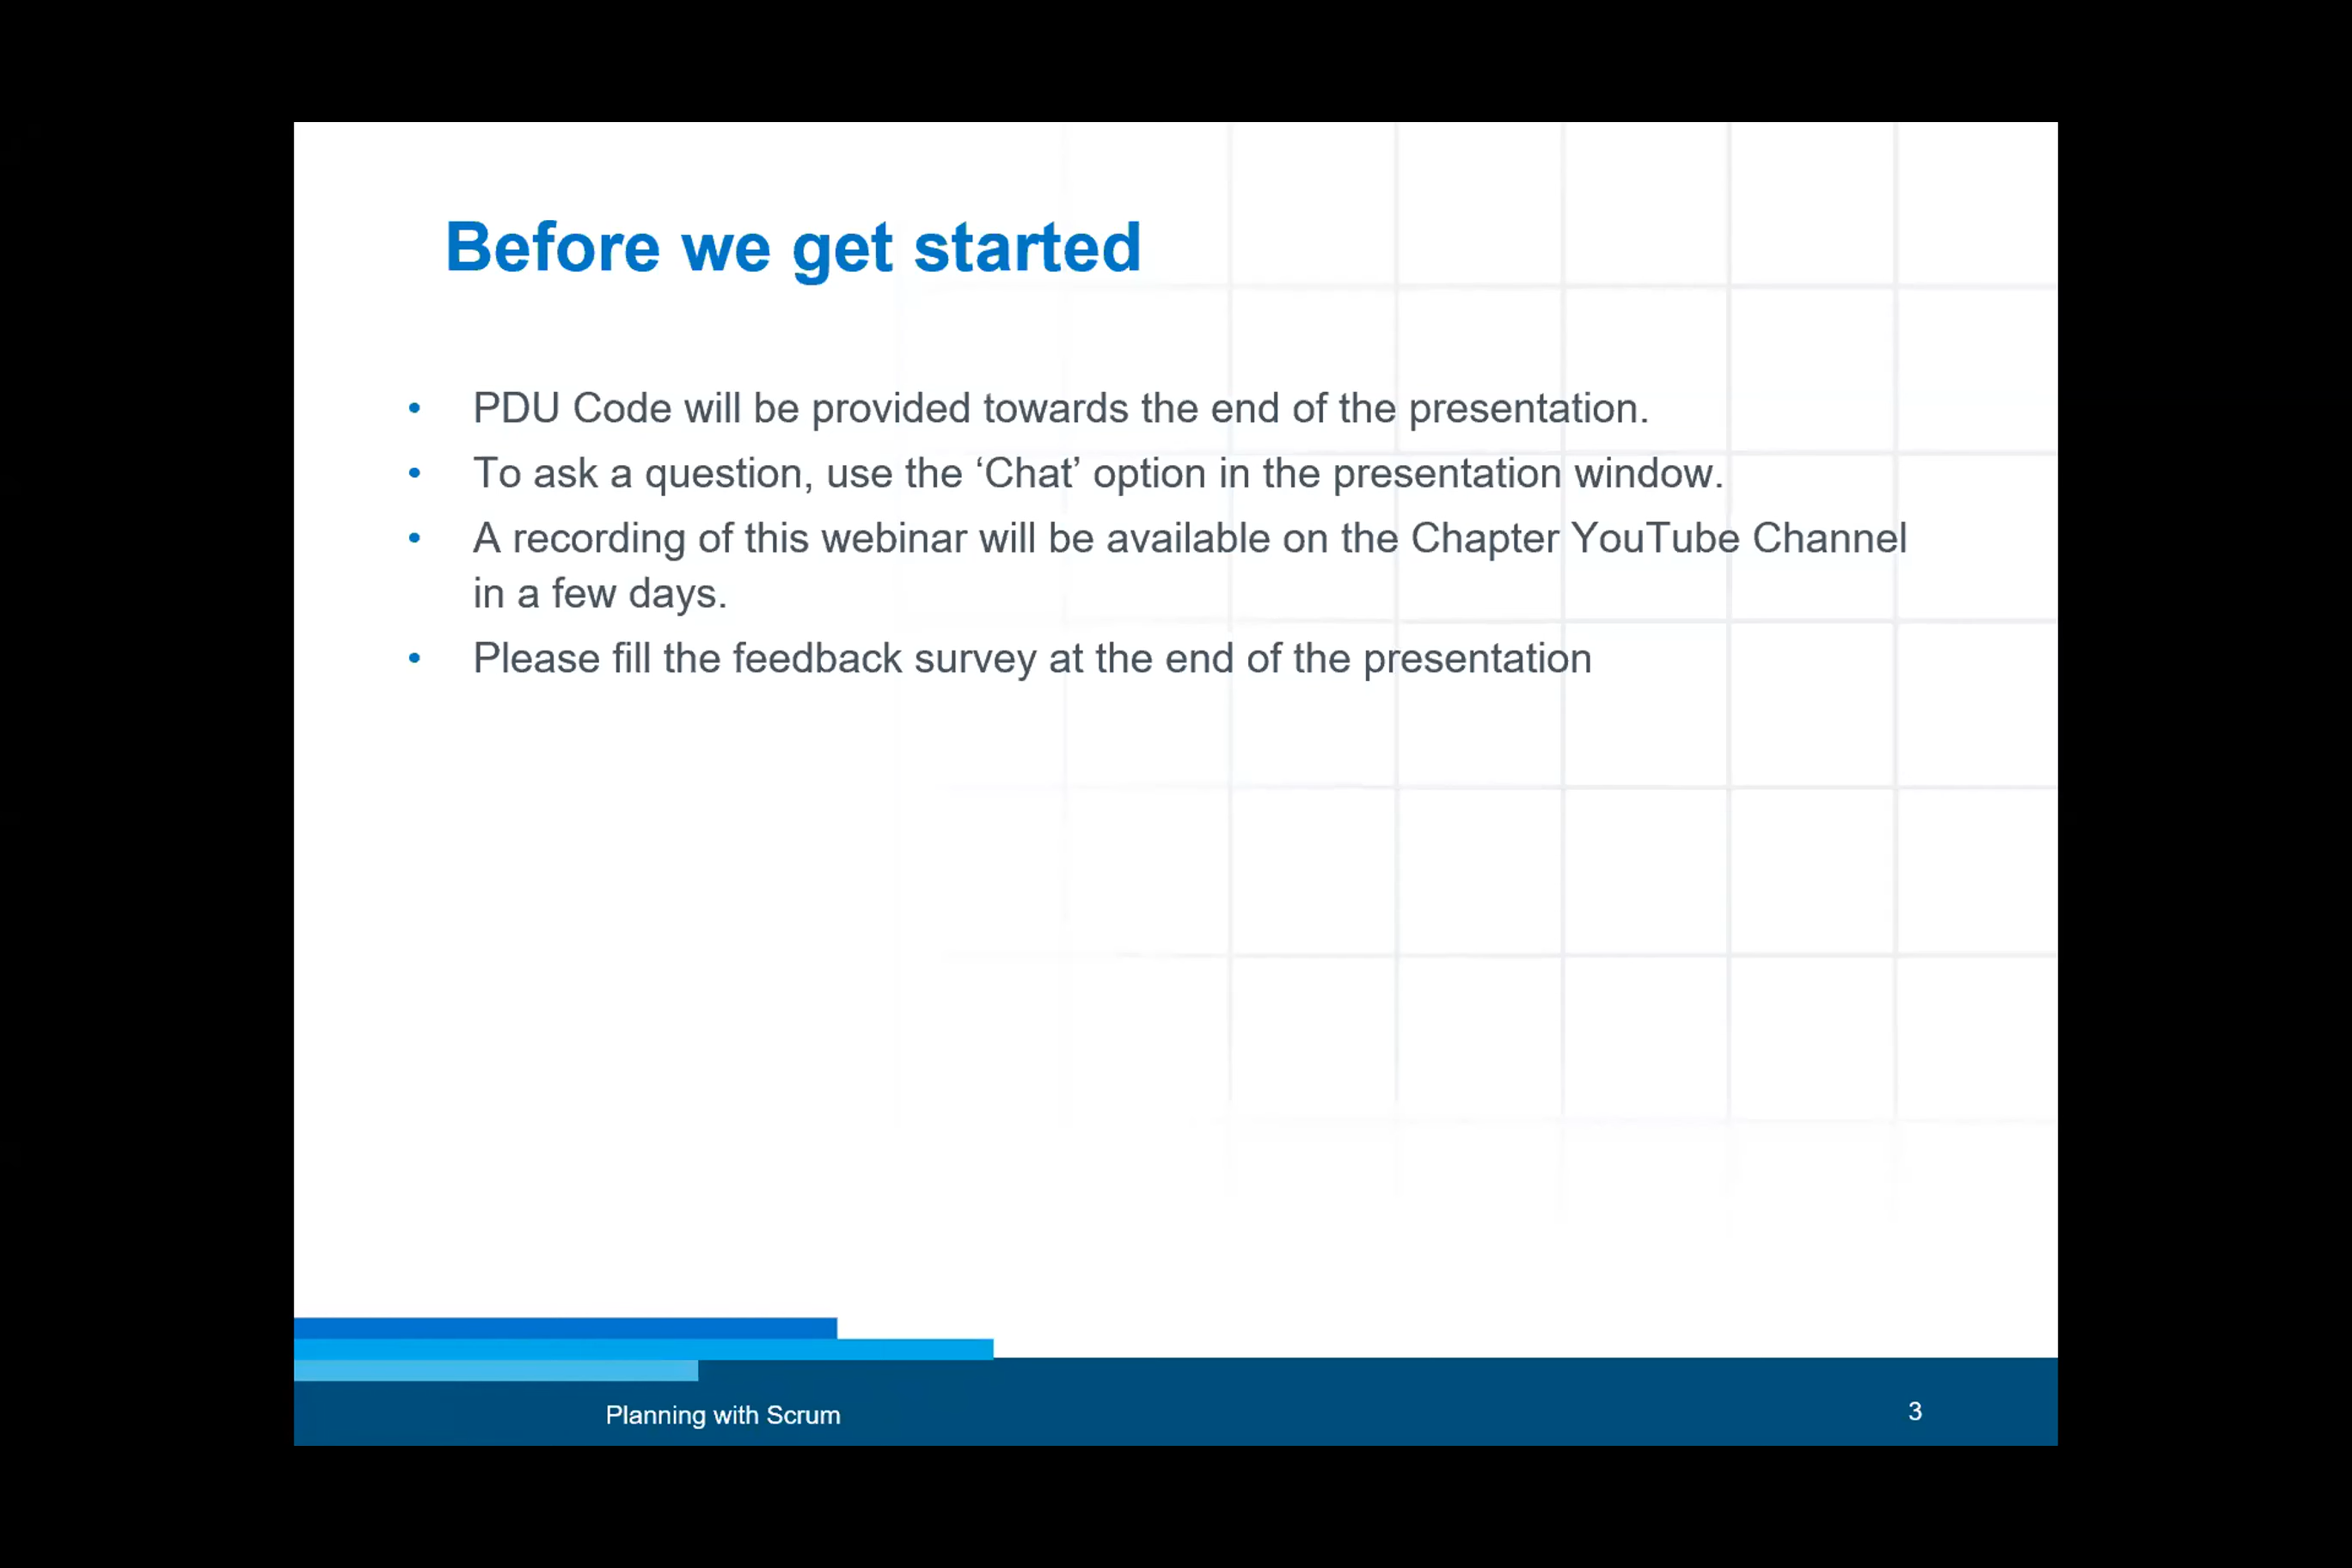 Before we get started
• PDU Code will be provided towards the end of the presentation.
• To ask a question, use the ‘Chat’ option in the presentation window.
• A recording of this webinar will be available on the Chapter YouTube Channel
in a few days.
• Please fill the feedback survey at the end of the presentation
Planning with Scrum
3